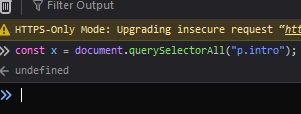 Filter Output
HTTPS-Only Mode: Upgrading insecure request “htt
const x = document.querySelectorAll("p.intro");
undefined